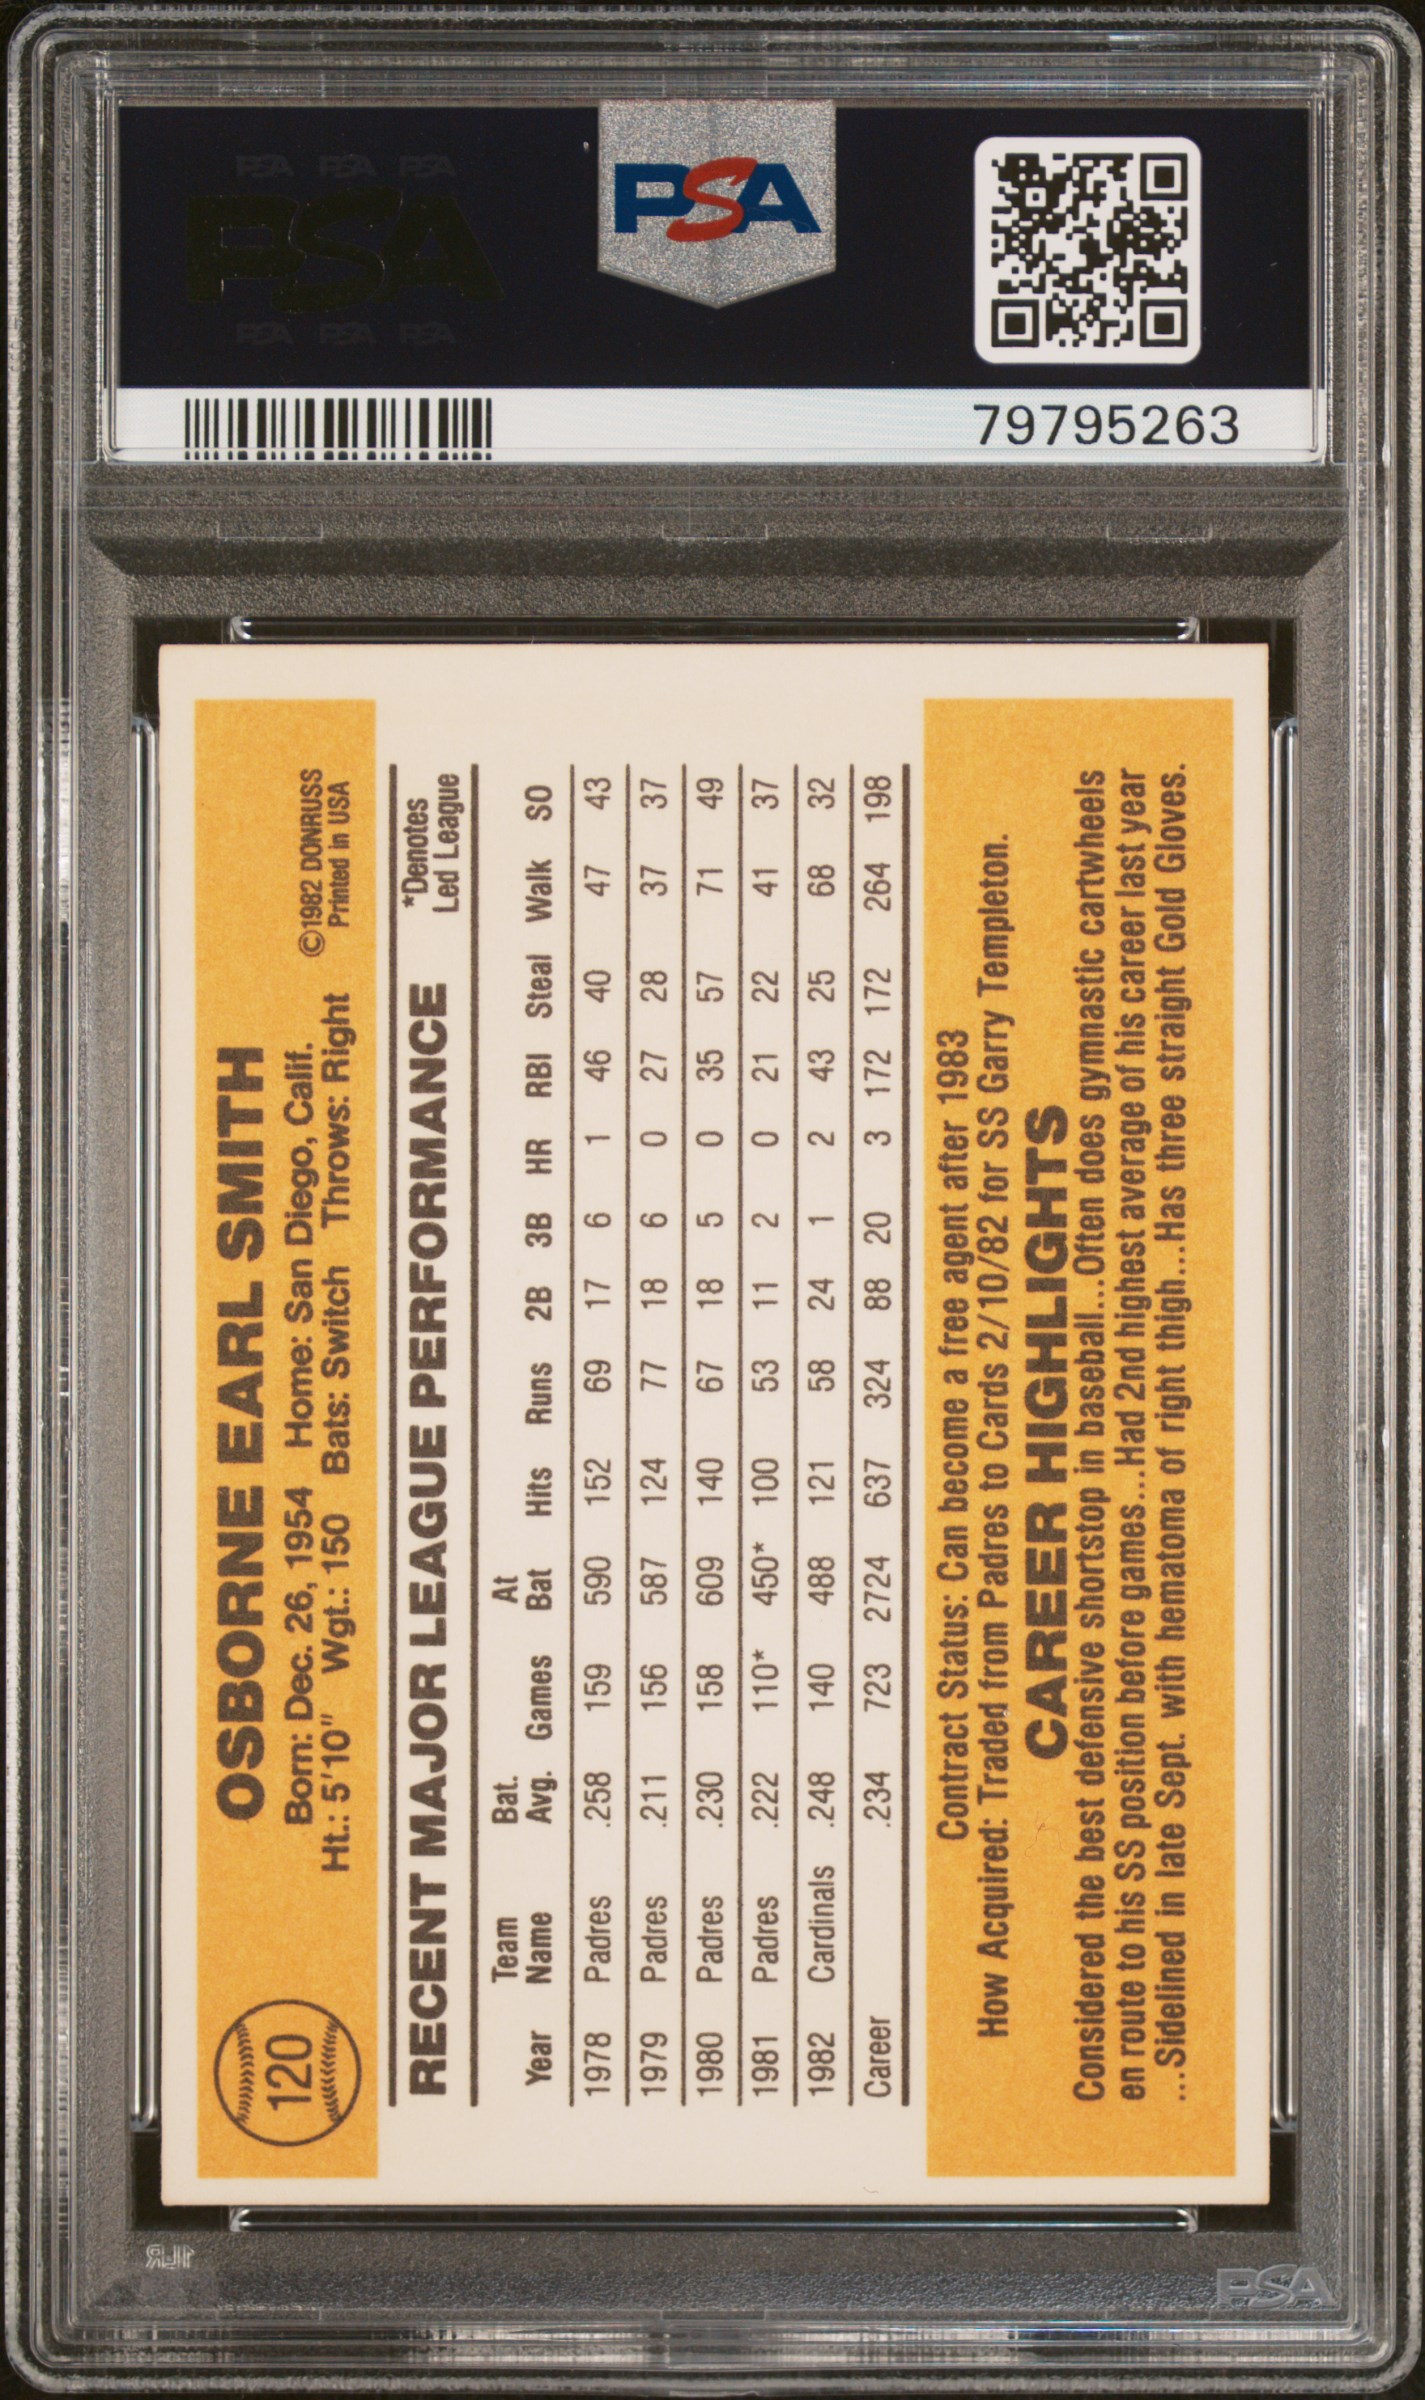 PSA PSA PSA
PSA
PSA PSA PSA
PSA
79795263
120
OSBORNE EARL SMITH
Born: Dec. 26, 1954 Home: San Diego, Calif. ©1982 DONRUSS
Ht.: 5'10" Wgt.: 150 Bats: Switch Throws: Right Printed in USA
RECENT MAJOR LEAGUE PERFORMANCE *Denotes Led League
Year Team Name Bat. Avg. Games At Bat Hits Runs 2B 3B HR RBI Steal Walk SO
1978 Padres .258 159 590 152 69 17 6 1 46 40 47 43
1979 Padres .211 156 587 124 77 18 6 0 27 28 37 37
1980 Padres .230 158 609 140 67 18 5 0 35 57 71 49
1981 Padres .222 110* 450* 100 53 11 2 0 21 22 41 37
1982 Cardinals .248 140 488 121 58 24 1 2 43 25 68 32
Career .234 723 2724 637 324 88 20 3 172 172 264 198
Contract Status: Can become a free agent after 1983
How Acquired: Traded from Padres to Cards 2/10/82 for SS Garry Templeton.
CAREER HIGHLIGHTS
Considered the best defensive shortstop in baseball...Often does gymnastic cartwheels
en route to his SS position before games...Had 2nd highest average of his career last year
...Sidelined in late Sept. with hematoma of right thigh...Has three straight Gold Gloves.
PSA